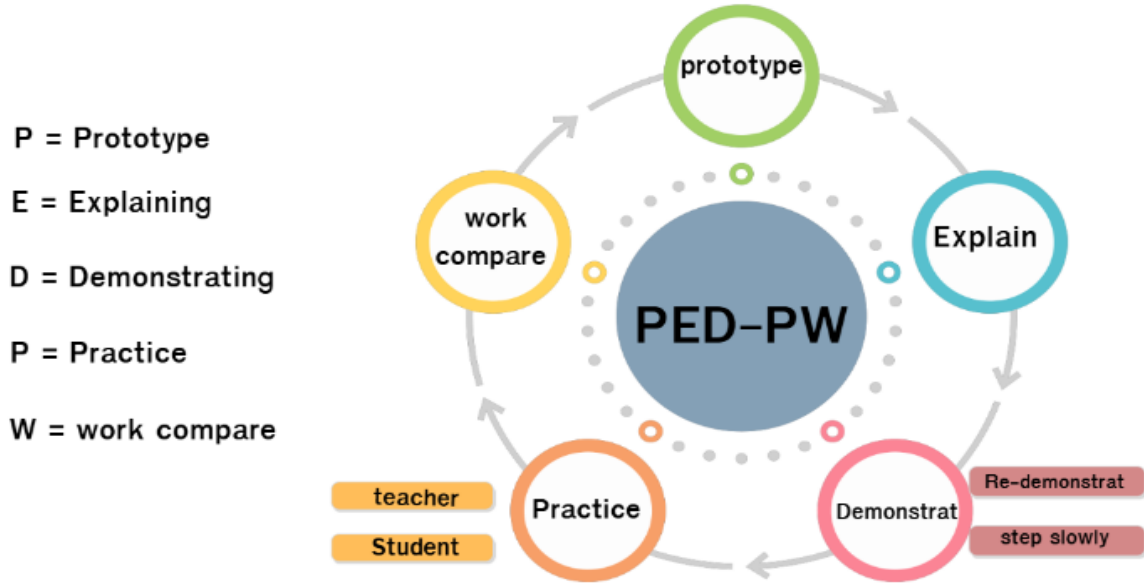 P = Prototype
E = Explaining
D = Demonstrating
P = Practice
W = work compare
prototype
Explain
Demonstrat
Re-demonstrat
step slowly
Practice
teacher
Student
work
compare
PED-PW